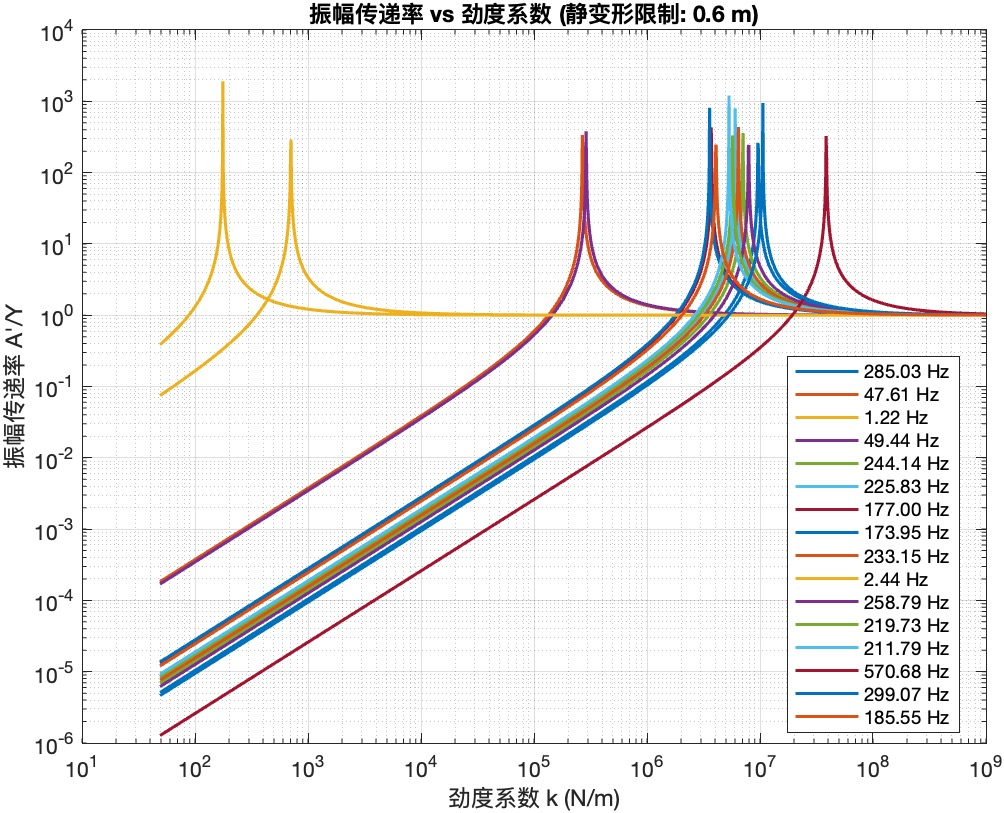 振幅传递率 vs 劲度系数 (静变形限制: 0.6 m)
10^4
10^3
10^2
10^1
10^0
10^-1
10^-2
10^-3
10^-4
10^-5
10^-6
振幅传递率 A'/Y
285.03 Hz
47.61 Hz
1.22 Hz
49.44 Hz
244.14 Hz
225.83 Hz
177.00 Hz
173.95 Hz
233.15 Hz
2.44 Hz
258.79 Hz
219.73 Hz
211.79 Hz
570.68 Hz
299.07 Hz
185.55 Hz
10^1 10^2 10^3 10^4 10^5 10^6 10^7 10^8 10^9
劲度系数 k (N/m)